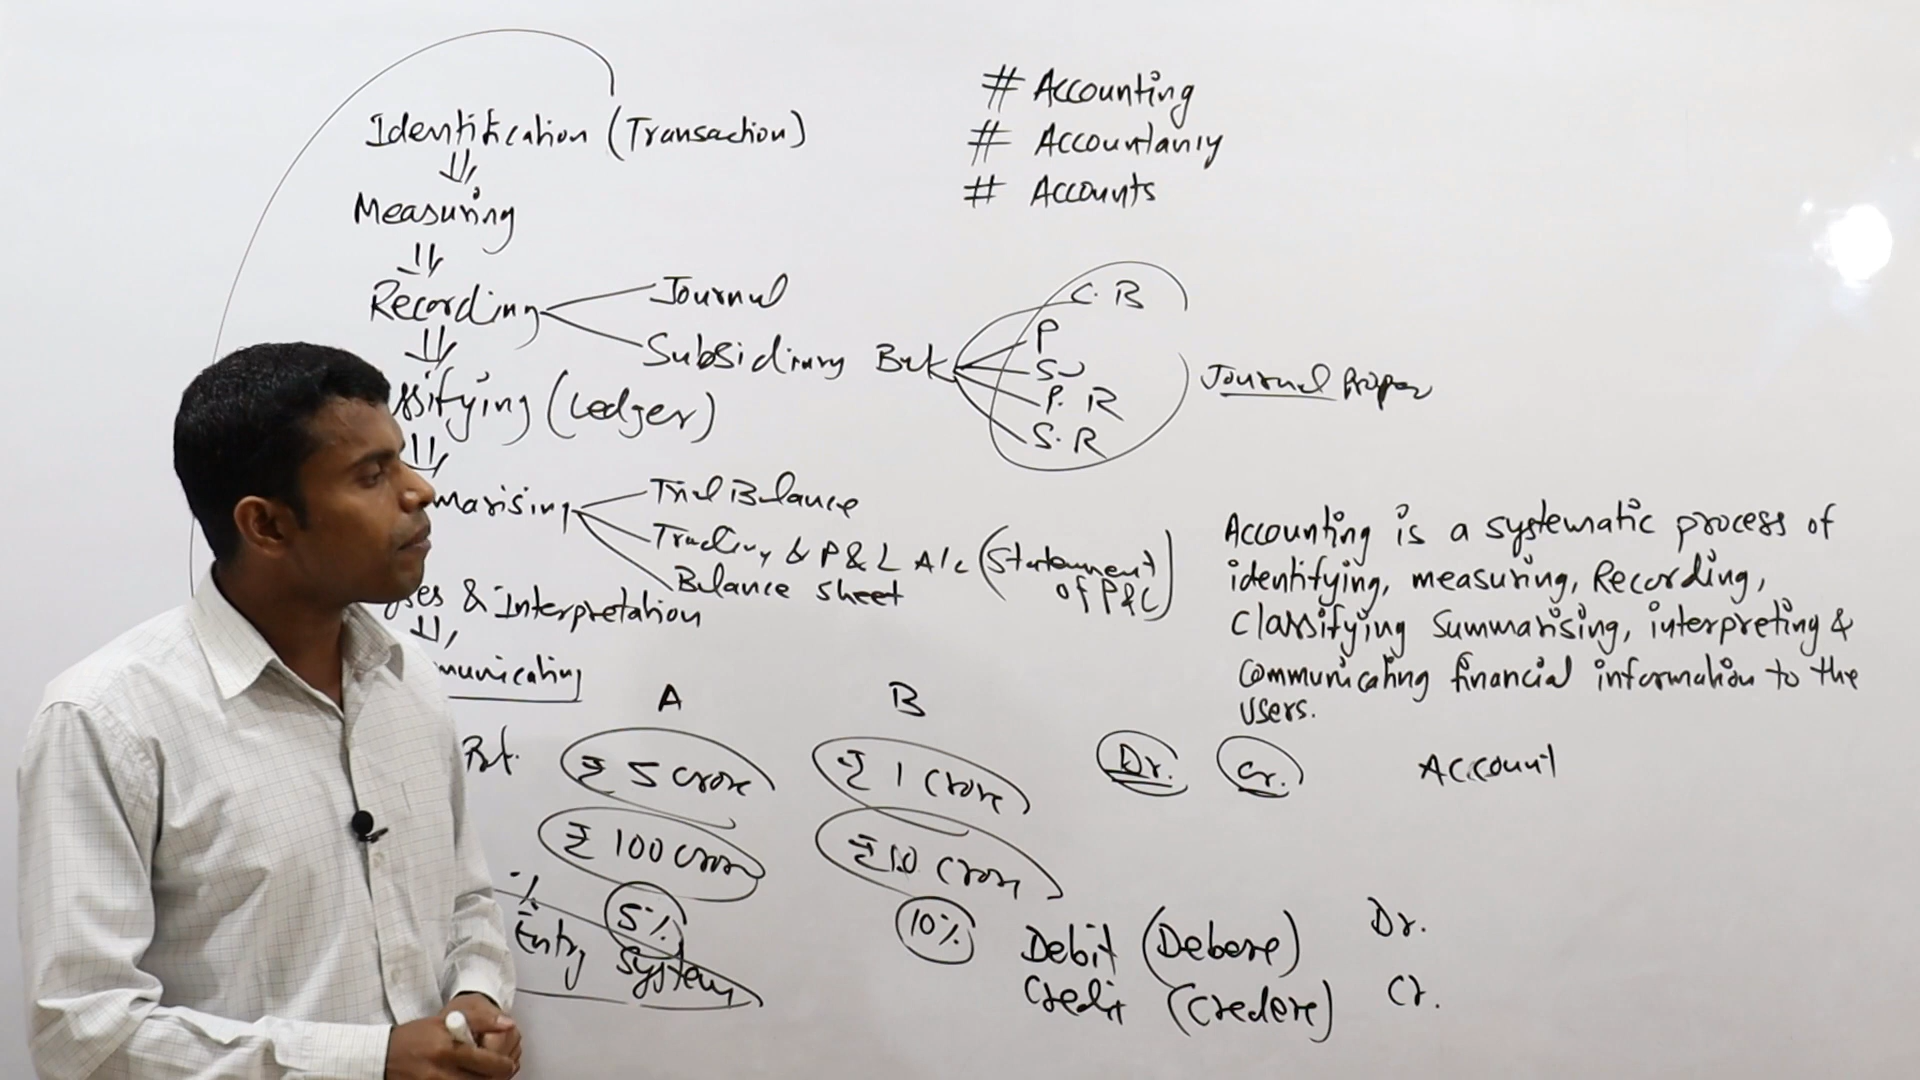 Identification (Transaction)
Measuring
Recording
Journal
Subsidiary Bk
C. B
P
S
P. R
S. R
Journal Proper
ssifying (Ledger)
marising
Trial Balance
Trading & P & L A/c (Statement of P&L)
Balance sheet
ses & Interpretation
municating
# Accounting
# Accountancy
# Accounts
Accounting is a systematic process of
identifying, measuring, Recording,
Classifying Summarising, interpreting &
Communicating financial information to the
users.
A B
₹ 5 crore ₹ 1 Crore
₹ 100 crore ₹ 10 Crore
% 5% 10%
Entry System
Dr. Cr. Account
Debit (Debere) Dr.
Credit (Credere) Cr.